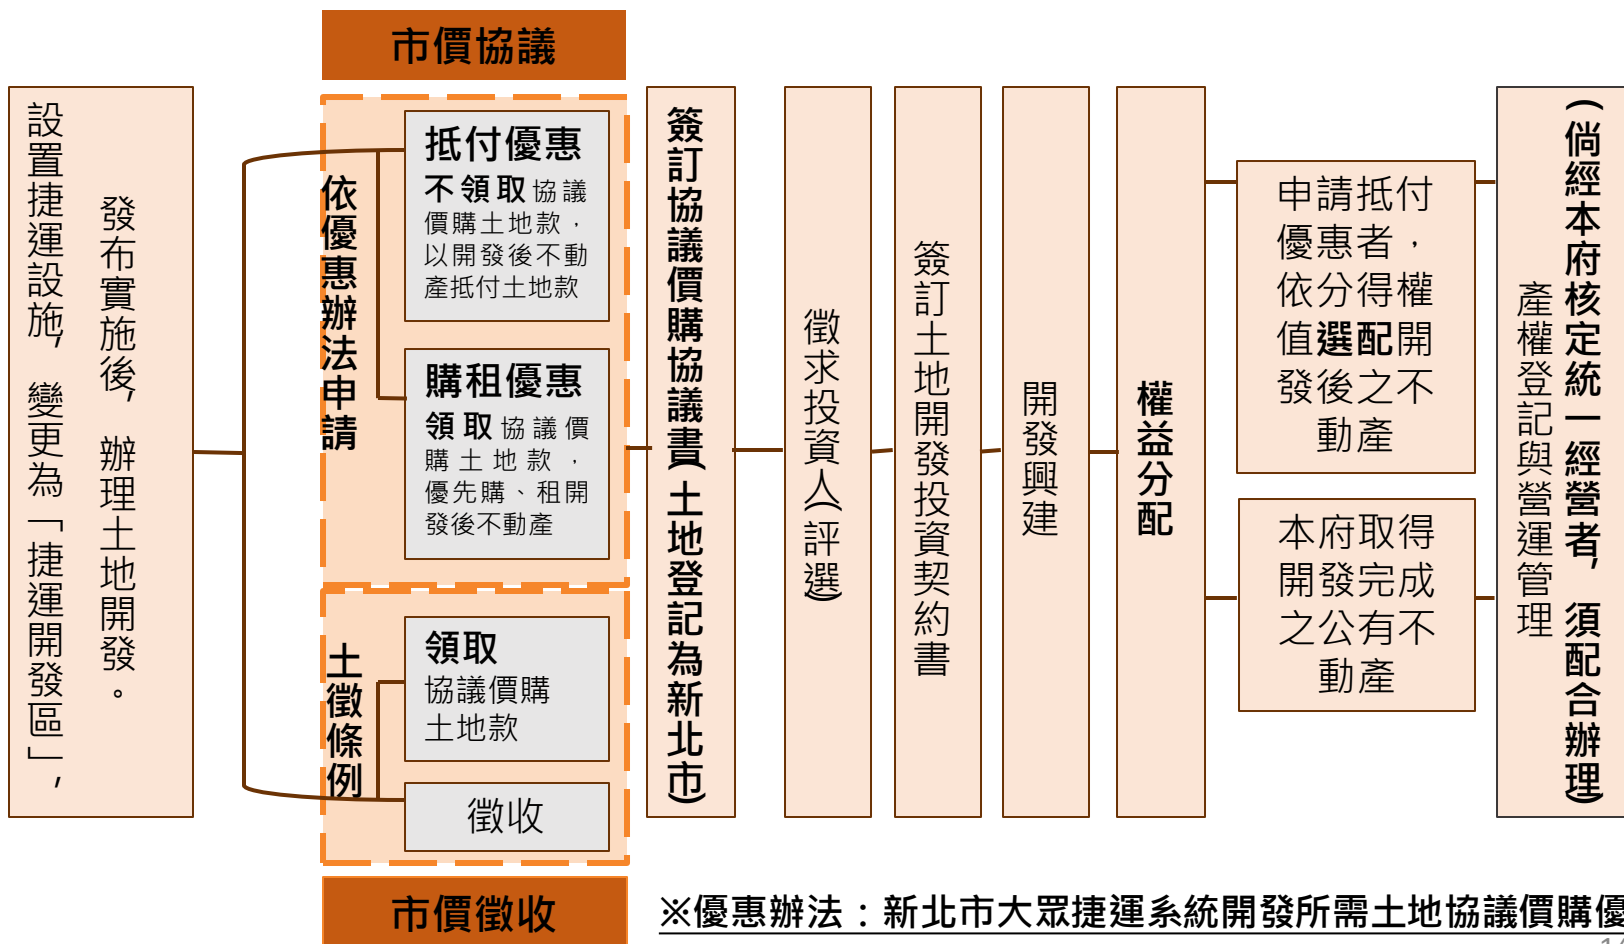 市價協議
設置捷運設施，變更為「捷運開發區」，
發布實施後，辦理土地開發。
依優惠辦法申請
抵付優惠
不領取協議
價購土地款，
以開發後不動
產抵付土地款
購租優惠
領取協議價
購土地款，
優先購、租開
發後不動產
土徵條例
領取
協議價購
土地款
徵收
市價徵收
簽訂協議價購協議書(土地登記為新北市)
徵求投資人(評選)
簽訂土地開發投資契約書
開發興建
權益分配
申請抵付
優惠者，
依分得權
值選配開
發後之不
動產
本府取得
開發完成
之公有不
動產
產權登記與營運管理
(倘經本府核定統一經營者，須配合辦理)
※優惠辦法：新北市大眾捷運系統開發所需土地協議價購優